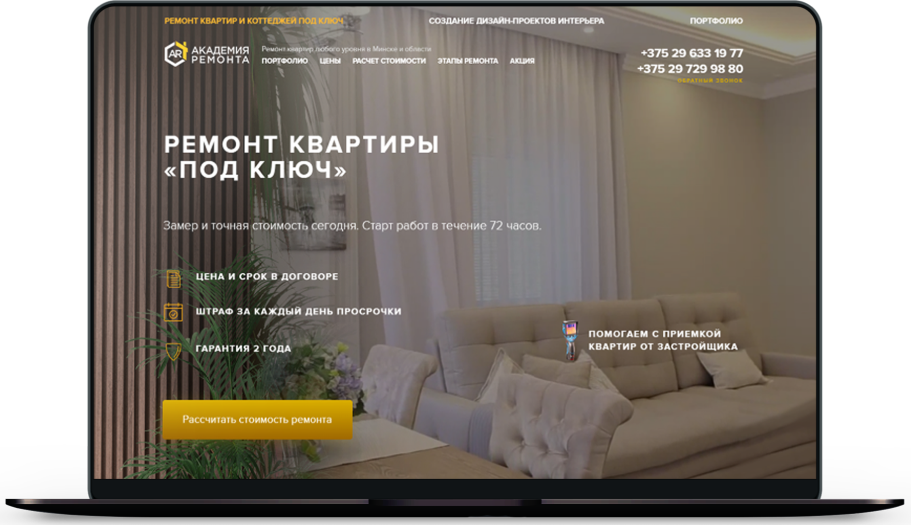 РЕМОНТ КВАРТИР И КОТТЕДЖЕЙ ПОД КЛЮЧ
СОЗДАНИЕ ДИЗАЙН-ПРОЕКТОВ ИНТЕРЬЕРА
ПОРТФОЛИО
AR
АКАДЕМИЯ
РЕМОНТА
Ремонт квартир любого уровня в Минске и области
ПОРТФОЛИО ЦЕНЫ РАСЧЕТ СТОИМОСТИ ЭТАПЫ РЕМОНТА АКЦИЯ
+375 29 633 19 77
+375 29 729 98 80
ОБРАТНЫЙ ЗВОНОК
РЕМОНТ КВАРТИРЫ
«ПОД КЛЮЧ»
Замер и точная стоимость сегодня. Старт работ в течение 72 часов.
ЦЕНА И СРОК В ДОГОВОРЕ
ШТРАФ ЗА КАЖДЫЙ ДЕНЬ ПРОСРОЧКИ
ГАРАНТИЯ 2 ГОДА
ПОМОГАЕМ С ПРИЕМКОЙ
КВАРТИР ОТ ЗАСТРОЙЩИКА
Рассчитать стоимость ремонта